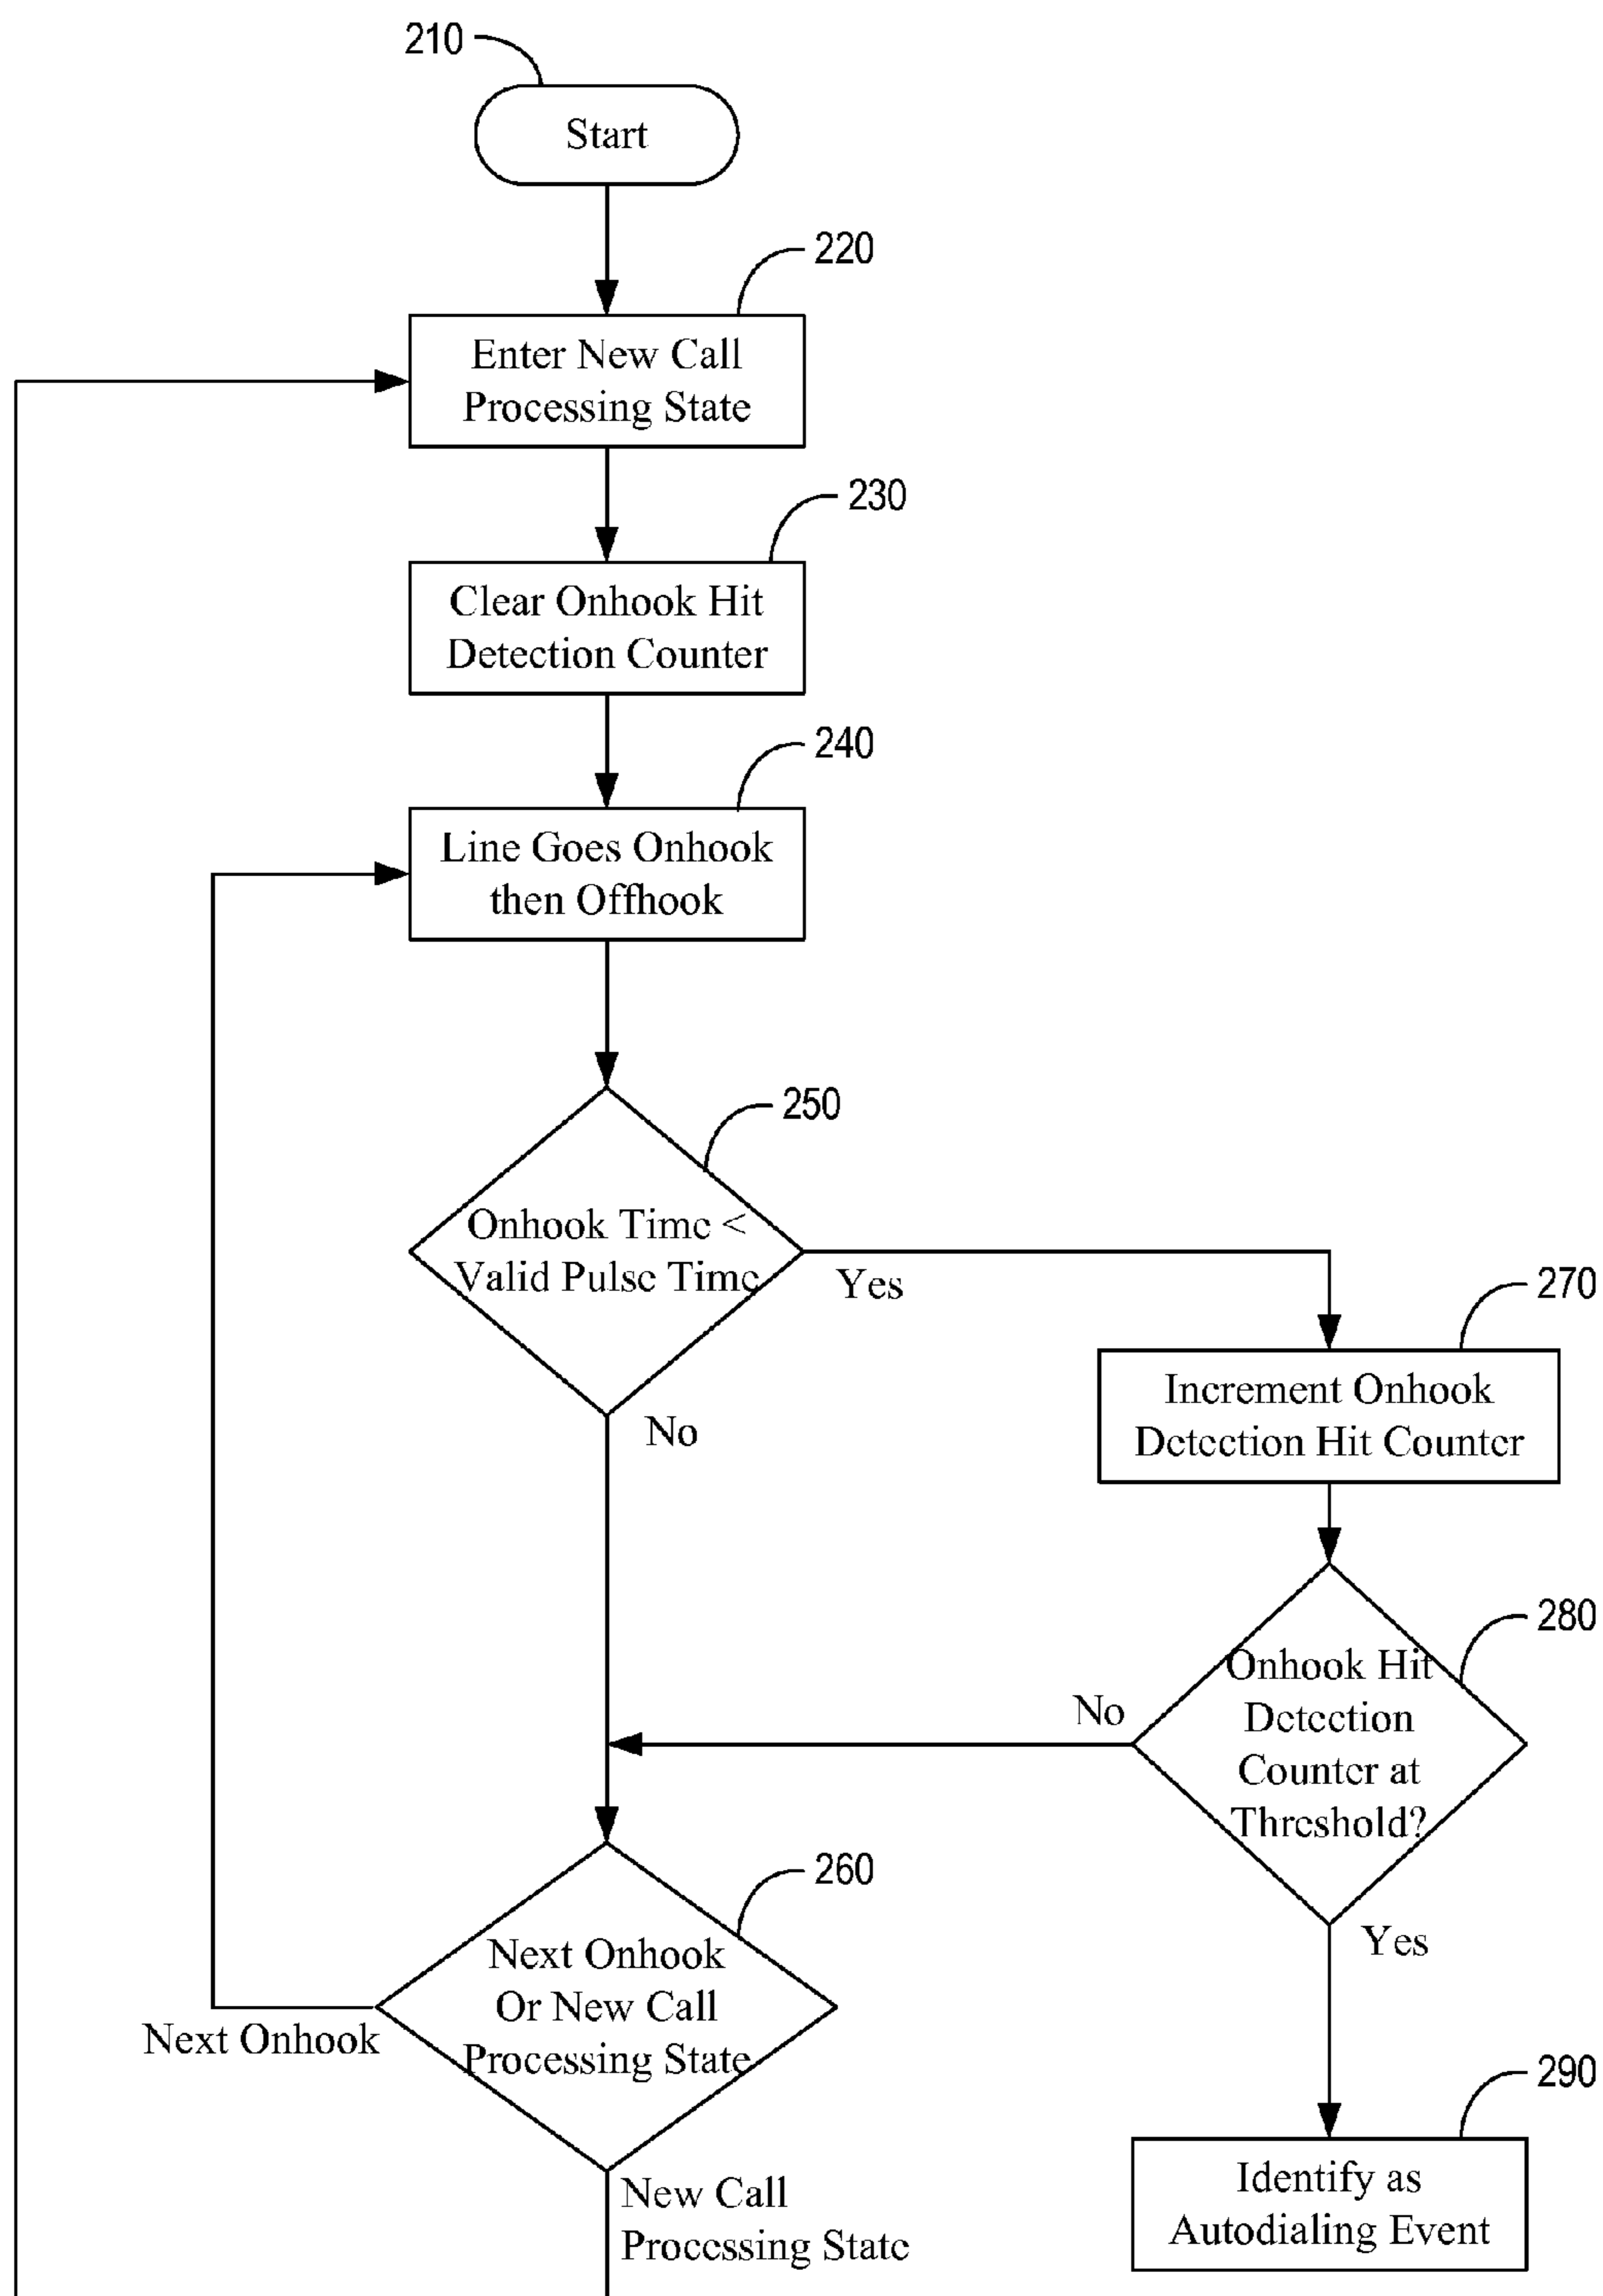 210
Start
220
Enter New Call
Processing State
230
Clear Onhook Hit
Detection Counter
240
Line Goes Onhook
then Offhook
250
Onhook Time <
Valid Pulse Time
Yes
No
270
Increment Onhook
Detection Hit Counter
280
Onhook Hit
Detection
Counter at
Threshold?
No
Yes
260
Next Onhook
Or New Call
Processing State
Next Onhook
New Call
Processing State
290
Identify as
Autodialing Event